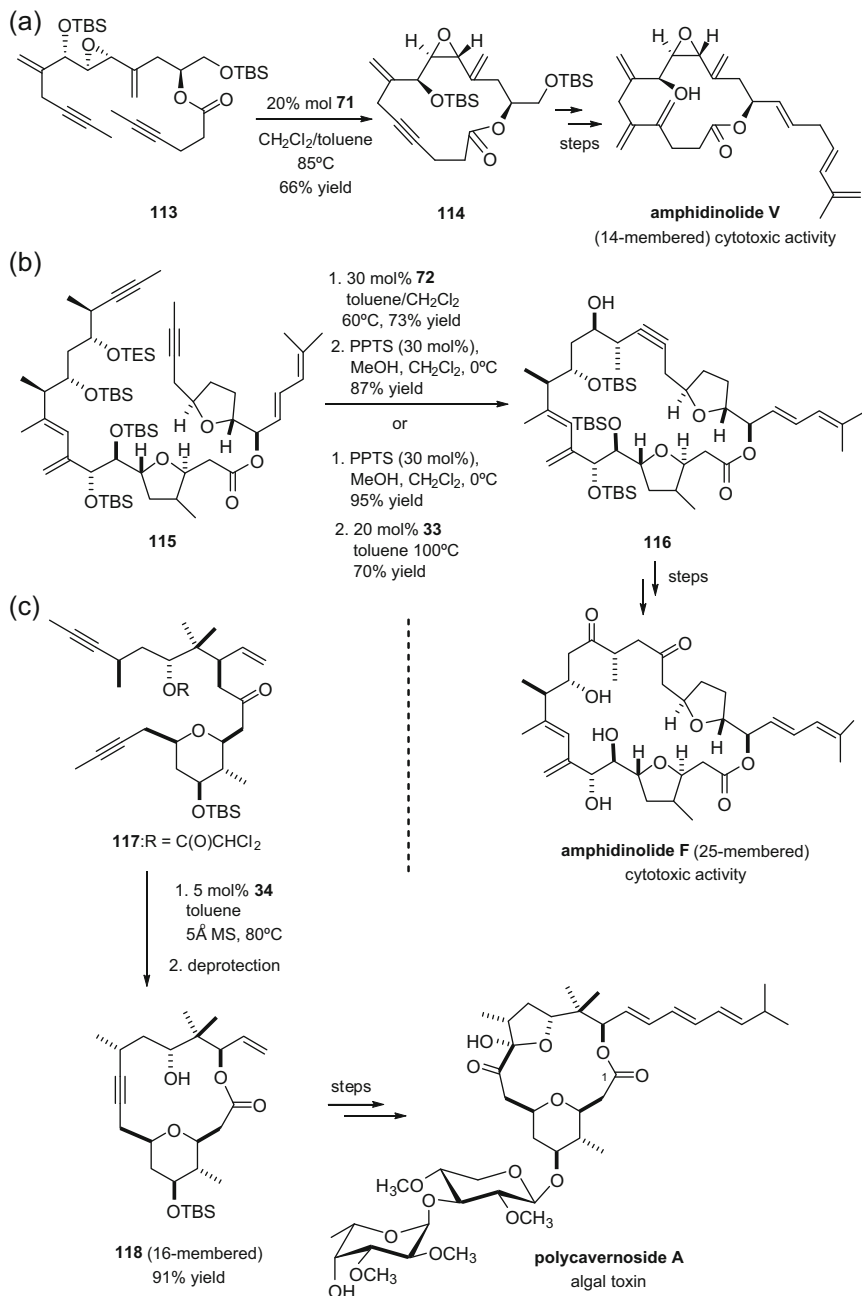 (a)
OTBS
O
OTBS
O
O
113
20% mol 71
CH2Cl2/toluene
85ºC
66% yield
H
O
H
OTBS
OTBS
O
O
114
steps
O
H
H
OH
O
O
O
amphidinolide V
(14-membered) cytotoxic activity
(b)
OTES
OTBS
OTBS
OTBS
H
O
H
H
O
H
O
O
115
1. 30 mol% 72
toluene/CH2Cl2
60ºC, 73% yield
2. PPTS (30 mol%),
MeOH, CH2Cl2, 0ºC
87% yield
or
1. PPTS (30 mol%),
MeOH, CH2Cl2, 0ºC
95% yield
2. 20 mol% 33
toluene 100ºC
70% yield
OH
OTBS
TBSO
OTBS
H
O
H
H
O
H
O
O
116
steps
O
O
OH
HO
OH
H
O
H
H
O
H
O
O
amphidinolide F (25-membered)
cytotoxic activity
(c)
OR
O
O
OTBS
117:R = C(O)CHCl2
1. 5 mol% 34
toluene
5Å MS, 80ºC
2. deprotection
OH
O
O
O
OTBS
118 (16-membered)
91% yield
steps
HO
O
O
O
1
O
O
O
O
OCH3
CH3O
O
O
O
OCH3
OCH3
OH
polycavernoside A
algal toxin